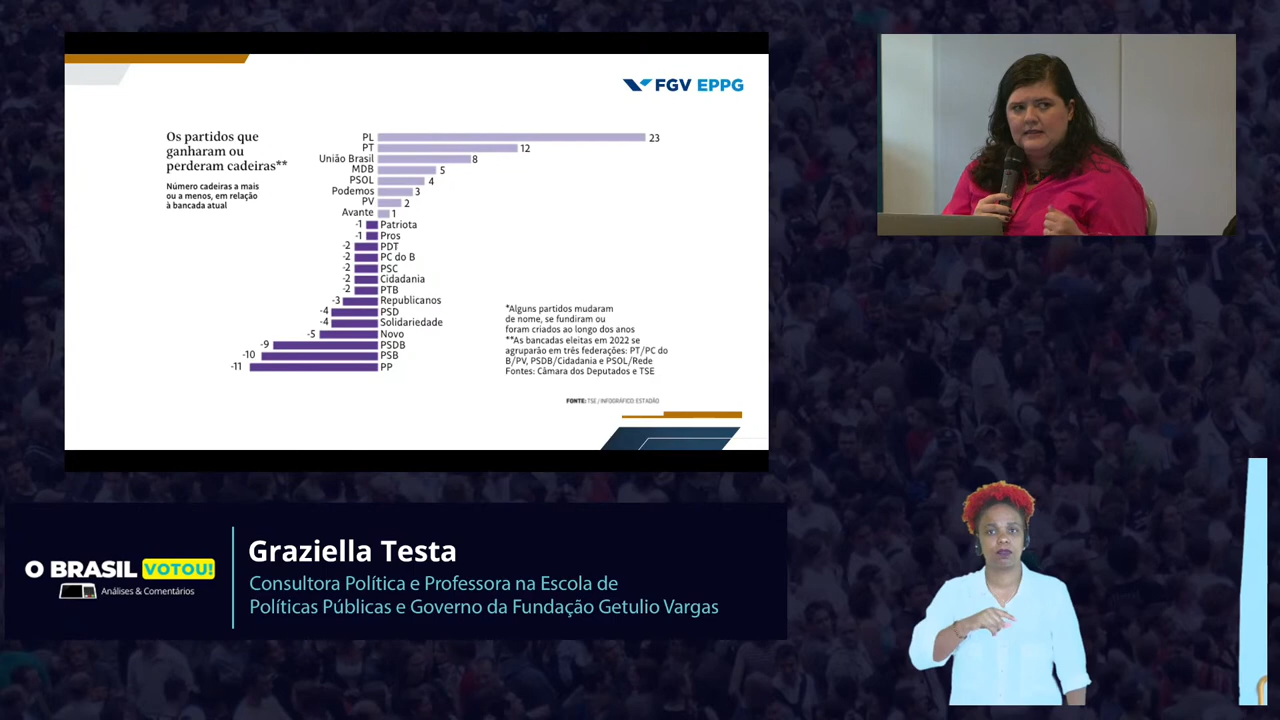 FGV EPPG
Os partidos que
ganharam ou
perderam cadeiras**
Número cadeiras a mais
ou a menos, em relação
à bancada atual
PL 23
PT 12
União Brasil 8
MDB 5
PSOL 4
Podemos 3
PV 2
Avante 1
-1 Patriota
-1 Pros
-2 PDT
-2 PC do B
-2 PSC
-2 Cidadania
-2 PTB
-3 Republicanos
-4 PSD
-4 Solidariedade
-5 Novo
-9 PSDB
-10 PSB
-11 PP
*Alguns partidos mudaram
de nome, se fundiram ou
foram criados ao longo dos anos
**As bancadas eleitas em 2022 se
agruparão em três federações: PT/PC do
B/PV, PSDB/Cidadania e PSOL/Rede
Fontes: Câmara dos Deputados e TSE
FONTE: TSE / INFOGRÁFICO: ESTADÃO
O BRASIL VOTOU!
Análises & Comentários
Graziella Testa
Consultora Política e Professora na Escola de
Políticas Públicas e Governo da Fundação Getulio Vargas